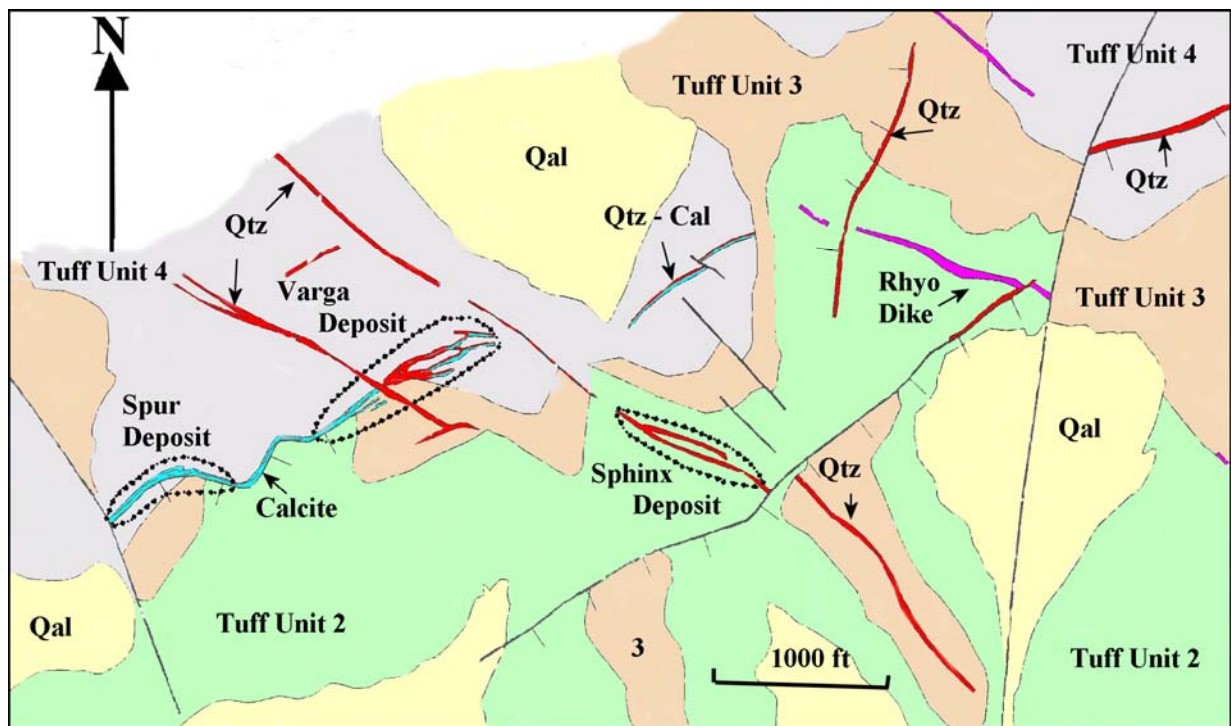 N
Tuff Unit 3
Tuff Unit 4
Qtz
Qal
Qtz
Qtz
Qtz - Cal
Tuff Unit 4
Varga
Deposit
Rhyo
Dike
Tuff Unit 3
Spur
Deposit
Qal
Sphinx
Deposit
Qtz
Calcite
Qal
Tuff Unit 2
3
1000 ft
Tuff Unit 2